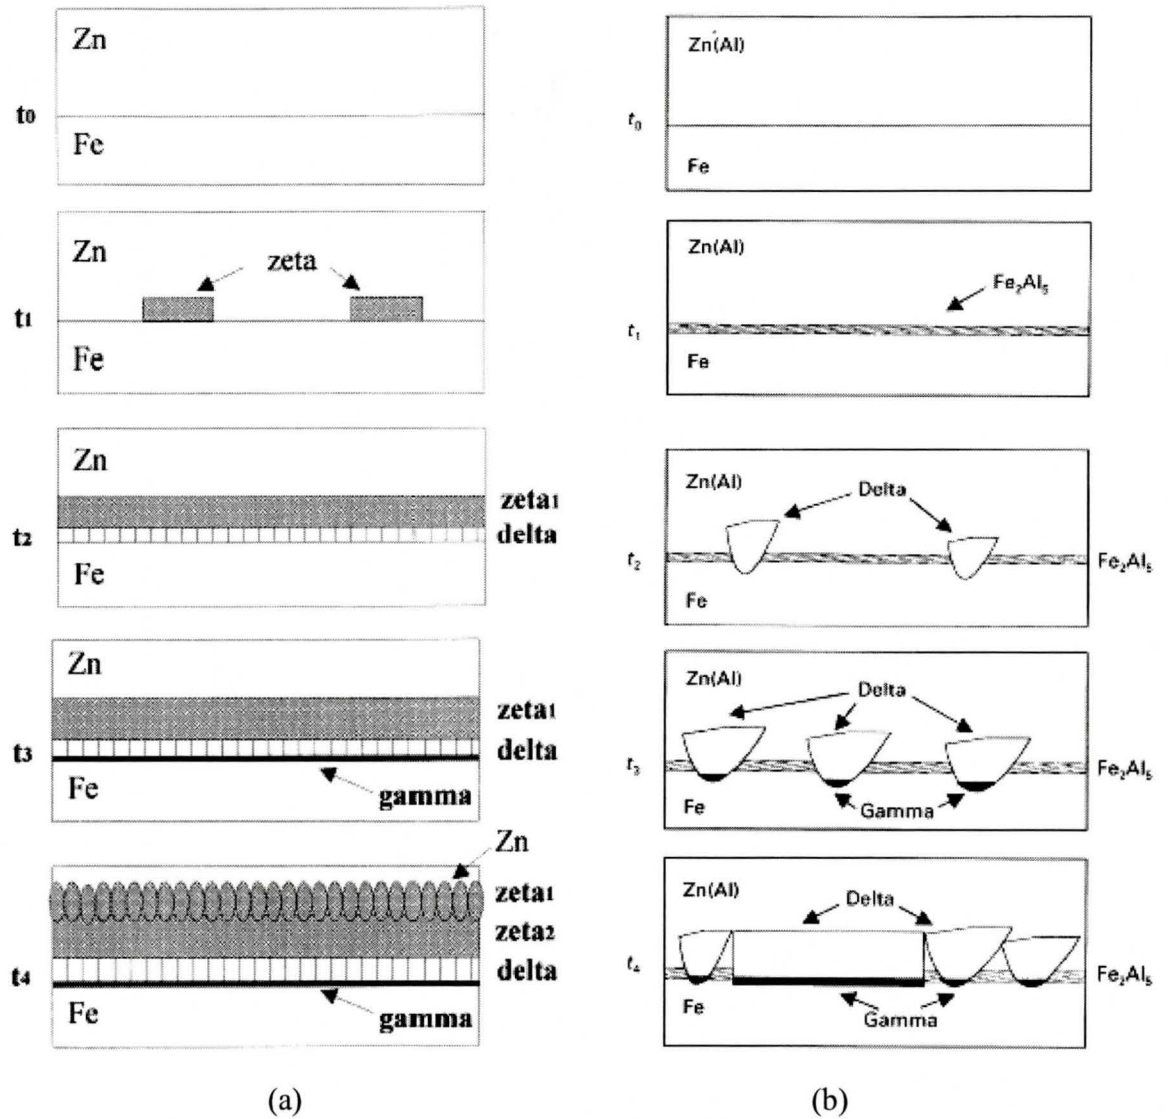 Zn
t0
Fe
Zn
zeta
t1
Fe
Zn
zeta1
t2
delta
Fe
Zn
zeta1
t3
delta
Fe
gamma
Zn
zeta1
zeta2
t4
delta
Fe
gamma
(a)
Zn(Al)
t0
Fe
Zn(Al)
Fe2Al5
t1
Fe
Zn(Al)
Delta
t2
Fe2Al5
Fe
Zn(Al)
Delta
t3
Fe2Al5
Fe
Gamma
Zn(Al)
Delta
t4
Fe2Al5
Fe
Gamma
(b)